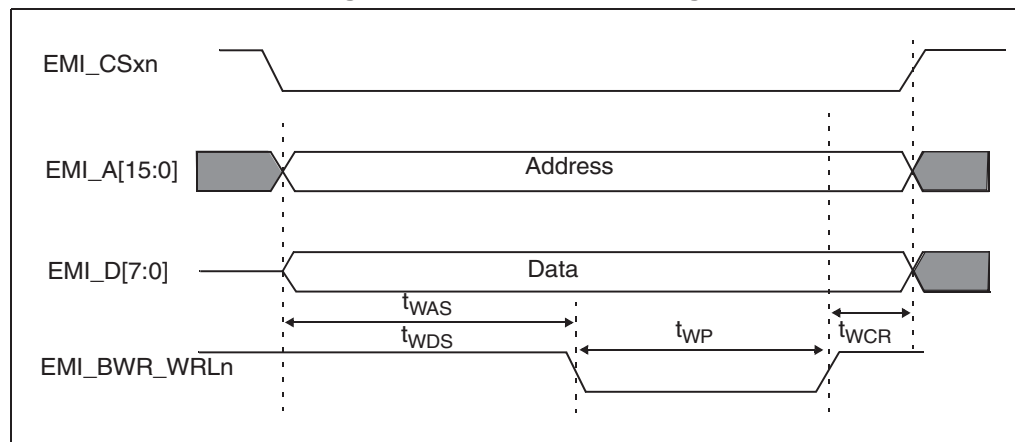 EMI_CSxn
EMI_A[15:0]
Address
EMI_D[7:0]
Data
tWAS
tWDS
tWP
tWCR
EMI_BWR_WRLn